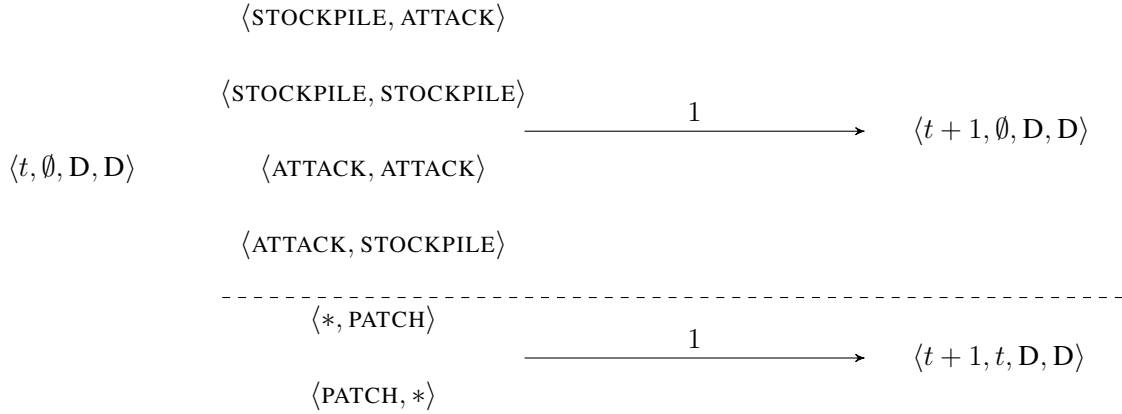 ⟨STOCKPILE, ATTACK⟩
⟨STOCKPILE, STOCKPILE⟩
1
⟨t + 1, ∅, D, D⟩
⟨t, ∅, D, D⟩
⟨ATTACK, ATTACK⟩
⟨ATTACK, STOCKPILE⟩
⟨∗, PATCH⟩
1
⟨t + 1, t, D, D⟩
⟨PATCH, ∗⟩